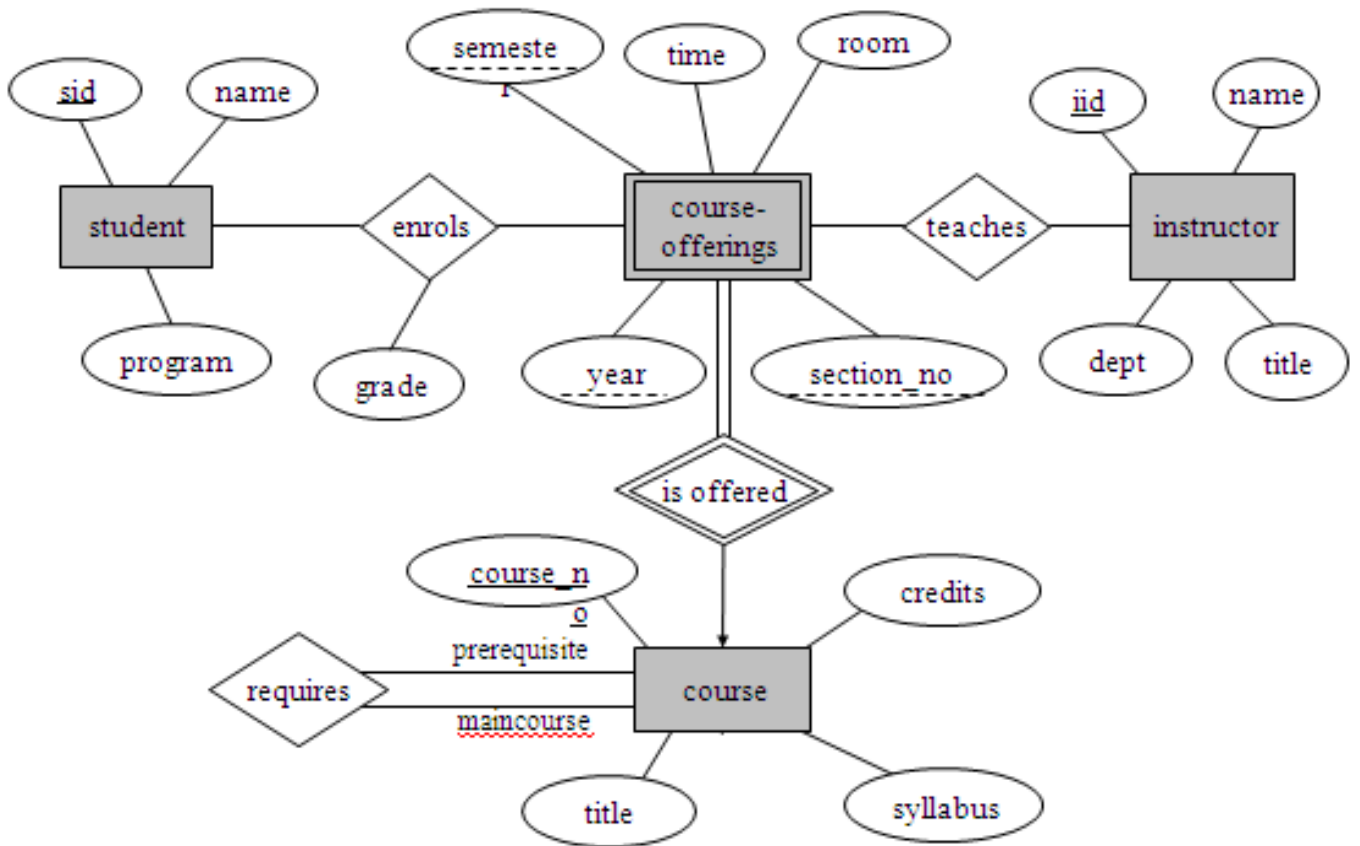 semeste
r
time
room
sid
name
iid
name
student
enrols
course-
offerings
teaches
instructor
program
grade
year
section_no
dept
title
is offered
course_n
o
credits
prerequisite
requires
course
maincourse
title
syllabus